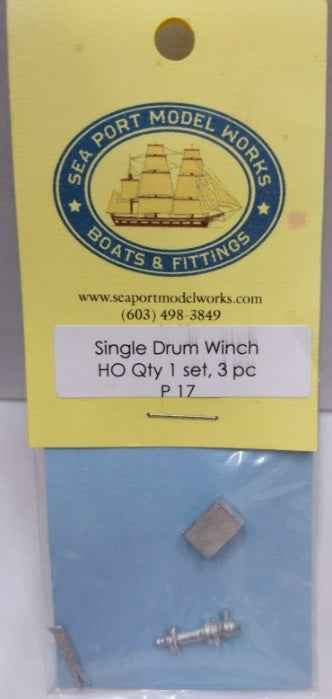 SEA PORT MODEL WORKS
BOATS & FITTINGS
www.seaportmodelworks.com
(603) 498-3849
Single Drum Winch
HO Qty 1 set, 3 pc
P 17